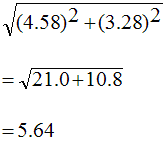 √((4.58)² + (3.28)²)
= √(21.0 + 10.8)
= 5.64